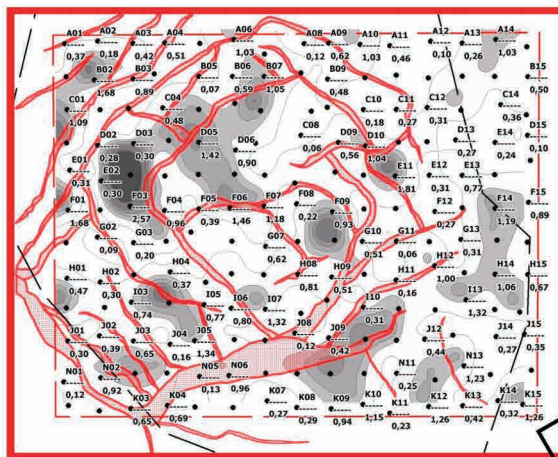 A01 0,37
A02 0,18
A03 0,42
A04 0,51
A06 1,03
A08 0,12
A09 0,62
A10 1,03
A11 0,46
A12 0,10
A13 0,26
A14 1,03
B02 1,68
B03 0,89
B05 0,07
B06 0,59
B07 1,05
B09 0,48
B15 0,50
C01 1,09
C04 0,48
C08 0,06
C10 0,18
C11 0,27
C12 0,31
C14 0,36
D02 0,28
D03 0,30
D05 1,42
D06 0,90
D09 0,56
D10 1,04
D13 0,27
E14 0,24
D15 0,10
E01 0,31
E02 0,30
E11 1,81
E12 0,31
E13 0,77
F01 1,68
F03 2,57
F04 0,96
F05 0,39
F06 1,46
F07 1,18
F08 0,22
F09 0,93
F12 0,27
F14 1,19
F15 0,89
G02 0,09
G03 0,20
G07 0,62
G10 0,51
G11 0,06
G13 0,31
H01 0,47
H02 0,30
H04 0,37
H08 0,81
H09 0,51
H11 0,16
H12 1,00
H14 1,06
H15 0,67
I03 0,74
I05 0,77
I06 0,80
I07 1,32
I10 0,31
I13 1,32
J01 0,30
J02 0,39
J03 0,65
J04 0,16
J05 1,34
J08 0,12
J09 0,42
J12 0,44
J14 0,27
J15 0,35
N01 0,12
N02 0,92
N05 0,13
N06 0,96
N11 0,25
N13 1,23
K03 0,65
K04 0,69
K07 0,27
K08 0,29
K09 0,94
K10 1,15
K11 0,23
K12 1,26
K13 0,42
K14 0,32
K15 1,26